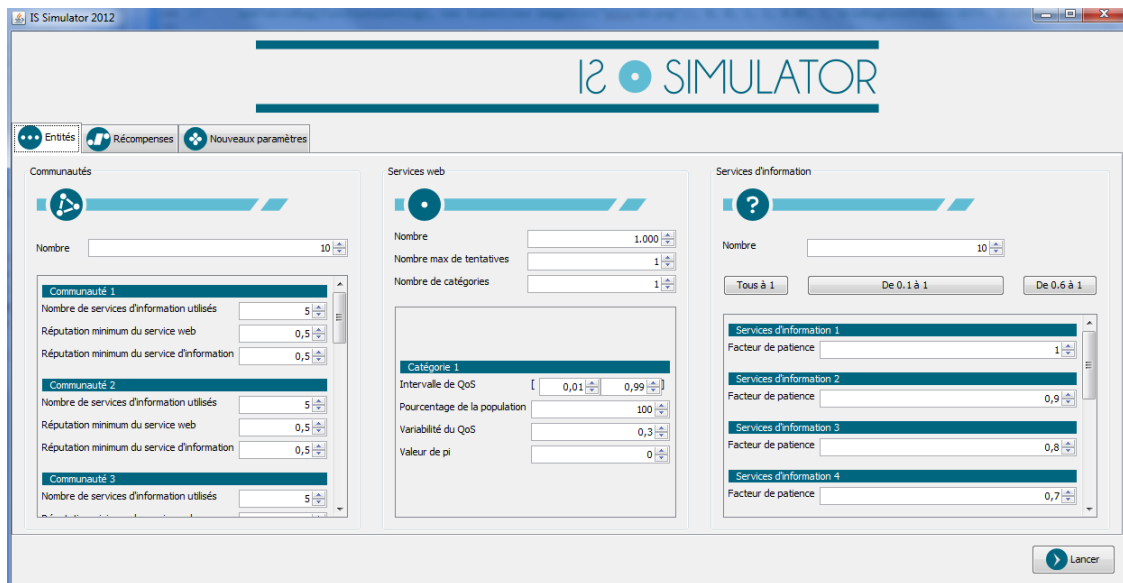 IS Simulator 2012
IS SIMULATOR
Entités
Récompenses
Nouveaux paramètres
Communautés
Nombre 10
Communauté 1
Nombre de services d'information utilisés 5
Réputation minimum du service web 0,5
Réputation minimum du service d'information 0,5
Communauté 2
Nombre de services d'information utilisés 5
Réputation minimum du service web 0,5
Réputation minimum du service d'information 0,5
Communauté 3
Nombre de services d'information utilisés 5
Services web
Nombre 1.000
Nombre max de tentatives 1
Nombre de catégories 1
Catégorie 1
Intervalle de QoS [ 0,01 0,99 ]
Pourcentage de la population 100
Variabilité du QoS 0,3
Valeur de pi 0
Services d'information
Nombre 10
Tous à 1
De 0.1 à 1
De 0.6 à 1
Services d'information 1
Facteur de patience 1
Services d'information 2
Facteur de patience 0,9
Services d'information 3
Facteur de patience 0,8
Services d'information 4
Facteur de patience 0,7
Lancer